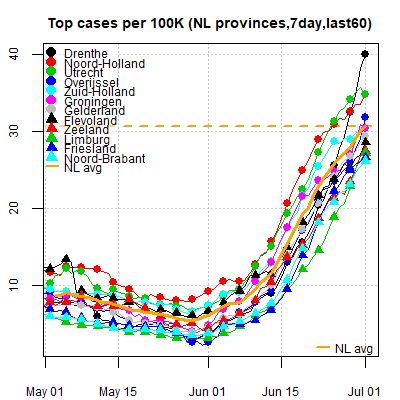 Top cases per 100K (NL provinces,7day,last60)
40
30
20
10
Drenthe
Noord-Holland
Utrecht
Overijssel
Zuid-Holland
Groningen
Gelderland
Flevoland
Zeeland
Limburg
Friesland
Noord-Brabant
NL avg
NL avg
May 01
May 15
Jun 01
Jun 15
Jul 01